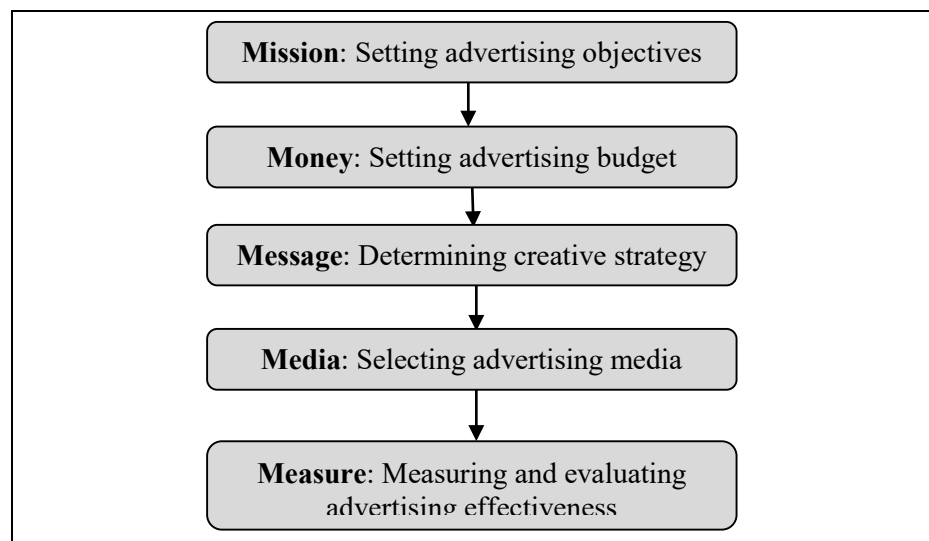 Mission: Setting advertising objectives
Money: Setting advertising budget
Message: Determining creative strategy
Media: Selecting advertising media
Measure: Measuring and evaluating
advertising effectiveness